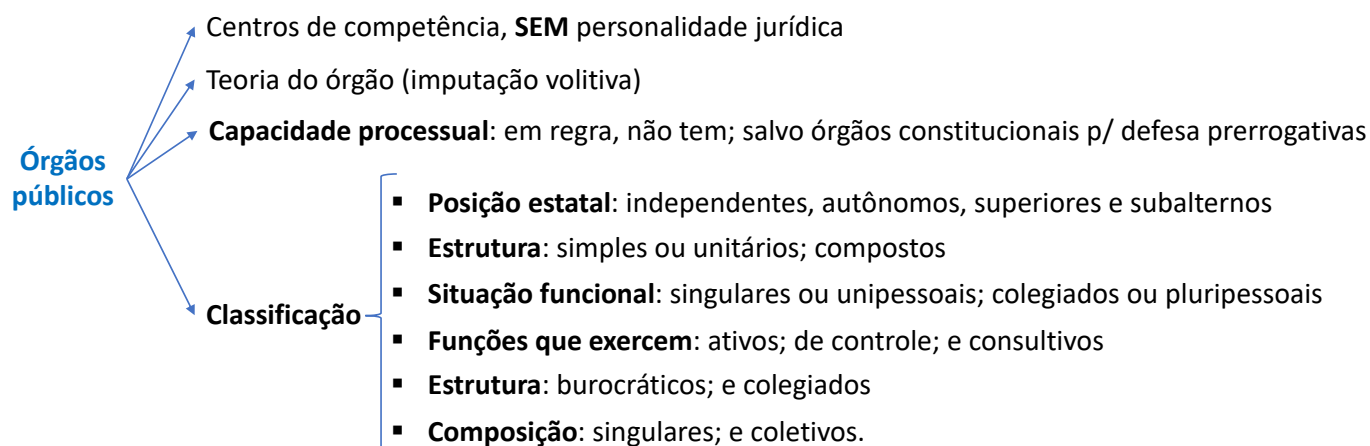 Centros de competência, SEM personalidade jurídica
Teoria do órgão (imputação volitiva)
Capacidade processual: em regra, não tem; salvo órgãos constitucionais p/ defesa prerrogativas
Órgãos
públicos
Classificação
▪ Posição estatal: independentes, autônomos, superiores e subalternos
▪ Estrutura: simples ou unitários; compostos
▪ Situação funcional: singulares ou unipessoais; colegiados ou pluripessoais
▪ Funções que exercem: ativos; de controle; e consultivos
▪ Estrutura: burocráticos; e colegiados
▪ Composição: singulares; e coletivos.